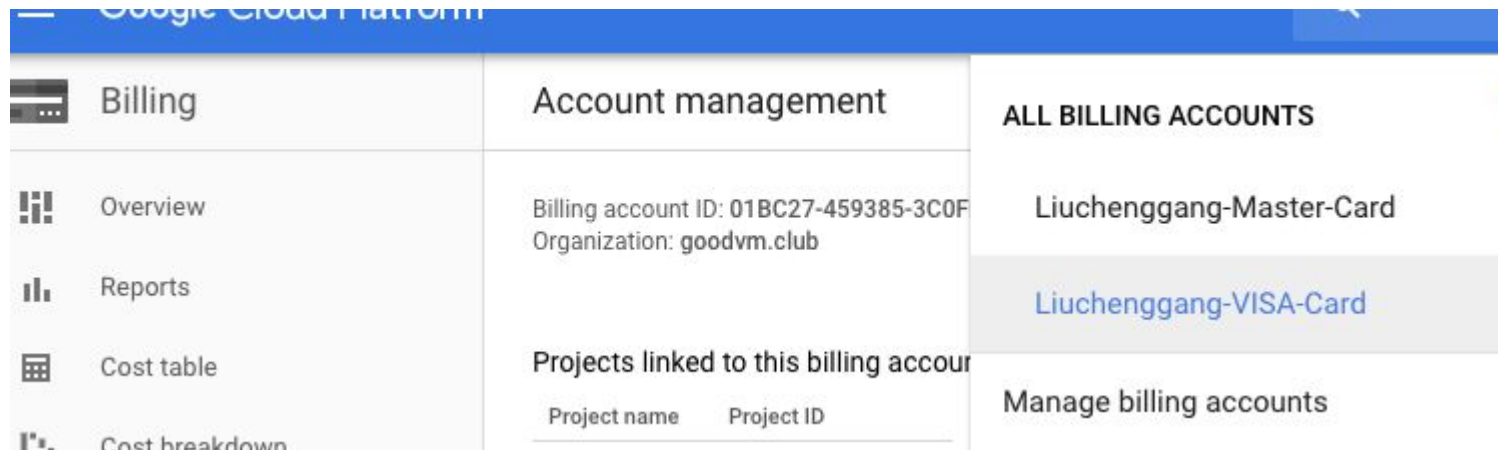 Google Cloud Platform
Billing
Overview
Reports
Cost table
Cost breakdown
Account management
Billing account ID: 01BC27-459385-3C0F
Organization: goodvm.club
Projects linked to this billing accour
Project name Project ID
ALL BILLING ACCOUNTS
Liuchenggang-Master-Card
Liuchenggang-VISA-Card
Manage billing accounts